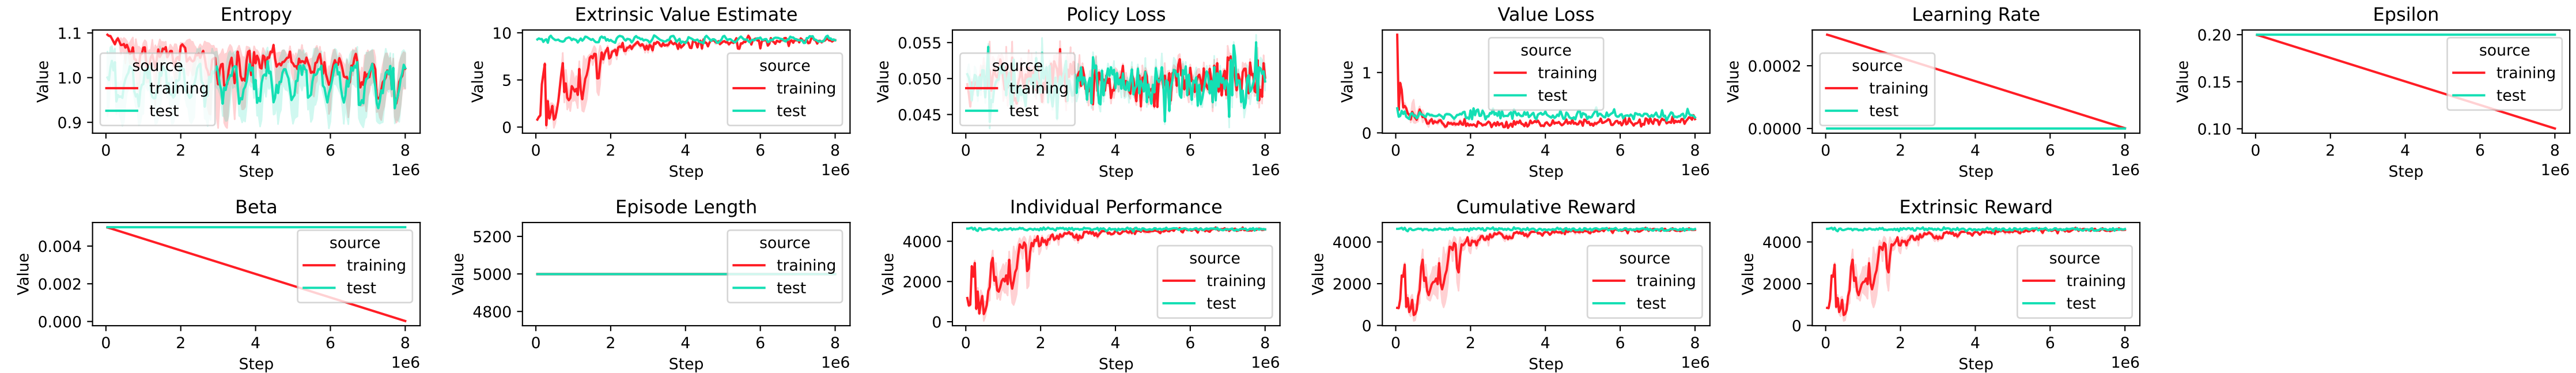 Entropy
Value
1.1
1.0
0.9
source
training
test
0 2 4 6 8
1e6
Step
Extrinsic Value Estimate
Value
10
5
0
source
training
test
0 2 4 6 8
1e6
Step
Policy Loss
Value
0.055
0.050
0.045
source
training
test
0 2 4 6 8
1e6
Step
Value Loss
Value
1
0
source
training
test
0 2 4 6 8
1e6
Step
Learning Rate
Value
0.0002
0.0000
source
training
test
0 2 4 6 8
1e6
Step
Epsilon
Value
0.20
0.15
0.10
source
training
test
0 2 4 6 8
1e6
Step
Beta
Value
0.004
0.002
0.000
source
training
test
0 2 4 6 8
1e6
Step
Episode Length
Value
5200
5000
4800
source
training
test
0 2 4 6 8
1e6
Step
Individual Performance
Value
4000
2000
0
source
training
test
0 2 4 6 8
1e6
Step
Cumulative Reward
Value
4000
2000
0
source
training
test
0 2 4 6 8
1e6
Step
Extrinsic Reward
Value
4000
2000
0
source
training
test
0 2 4 6 8
1e6
Step